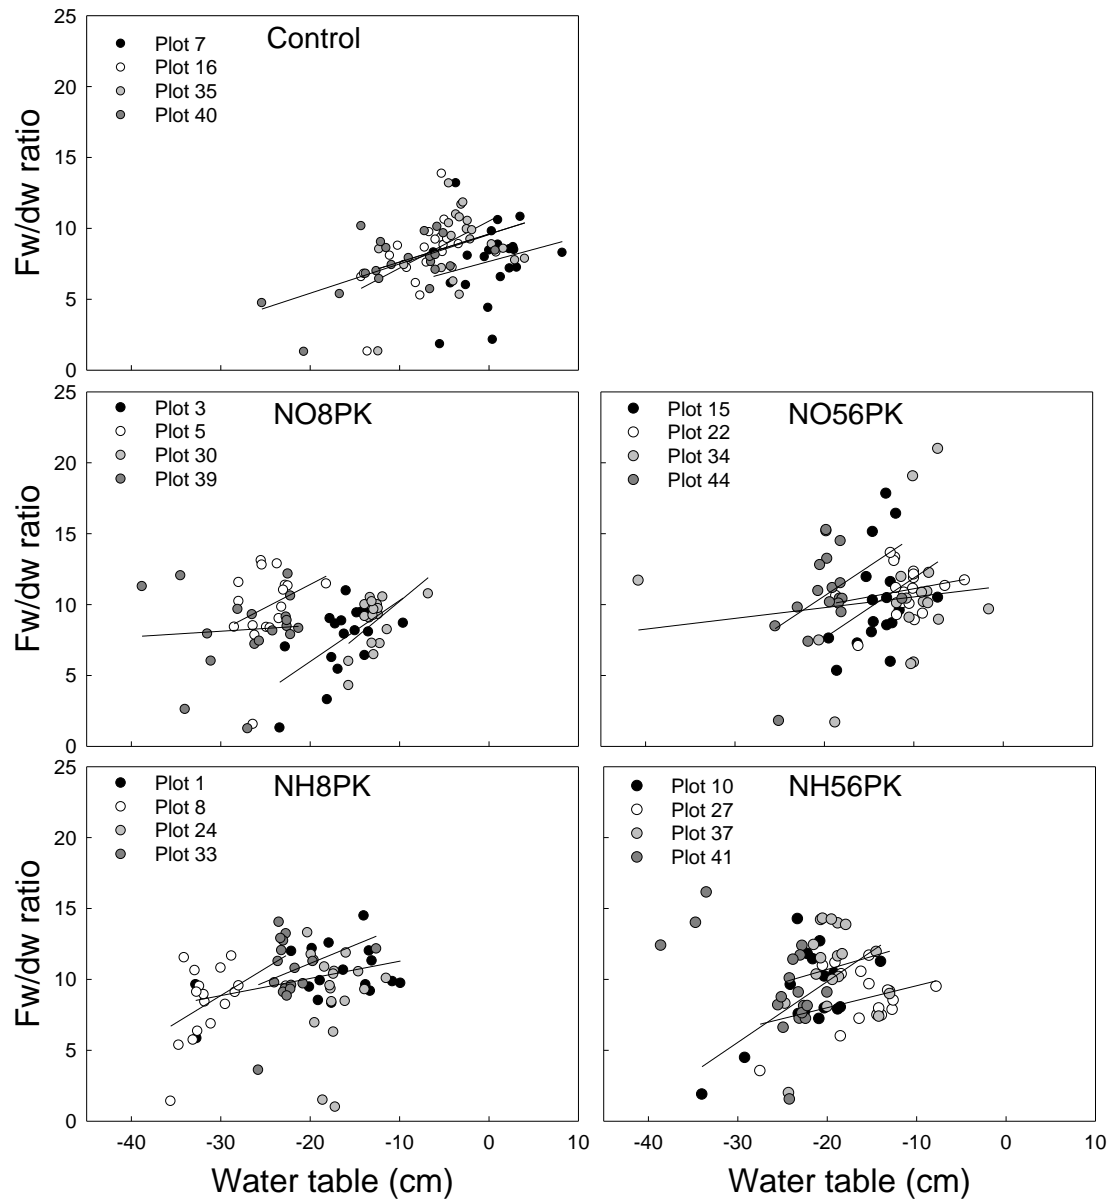 Control
Plot 7
Plot 16
Plot 35
Plot 40
25
20
15
10
5
0
Fw/dw ratio
NO8PK
Plot 3
Plot 5
Plot 30
Plot 39
25
20
15
10
5
0
Fw/dw ratio
NO56PK
Plot 15
Plot 22
Plot 34
Plot 44
NH8PK
Plot 1
Plot 8
Plot 24
Plot 33
25
20
15
10
5
0
Fw/dw ratio
-40 -30 -20 -10 0 10
Water table (cm)
NH56PK
Plot 10
Plot 27
Plot 37
Plot 41
-40 -30 -20 -10 0 10
Water table (cm)